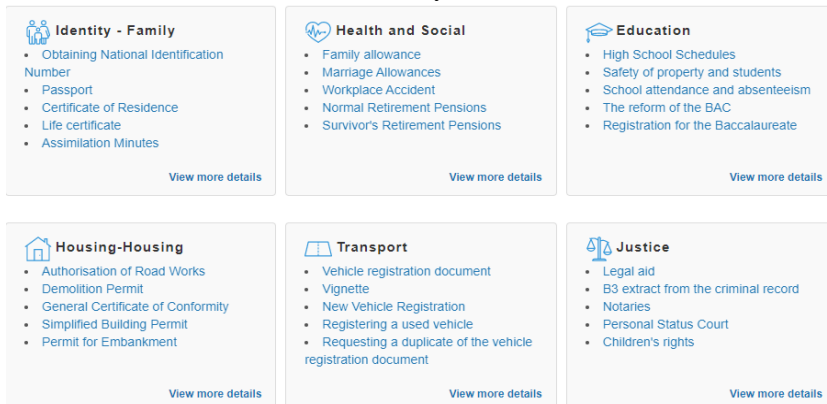 Identity - Family
Obtaining National Identification
Number
Passport
Certificate of Residence
Life certificate
Assimilation Minutes
View more details
Health and Social
Family allowance
Marriage Allowances
Workplace Accident
Normal Retirement Pensions
Survivor's Retirement Pensions
View more details
Education
High School Schedules
Safety of property and students
School attendance and absenteeism
The reform of the BAC
Registration for the Baccalaureate
View more details
Housing-Housing
Authorisation of Road Works
Demolition Permit
General Certificate of Conformity
Simplified Building Permit
Permit for Embankment
View more details
Transport
Vehicle registration document
Vignette
New Vehicle Registration
Registering a used vehicle
Requesting a duplicate of the vehicle
registration document
View more details
Justice
Legal aid
B3 extract from the criminal record
Notaries
Personal Status Court
Children's rights
View more details